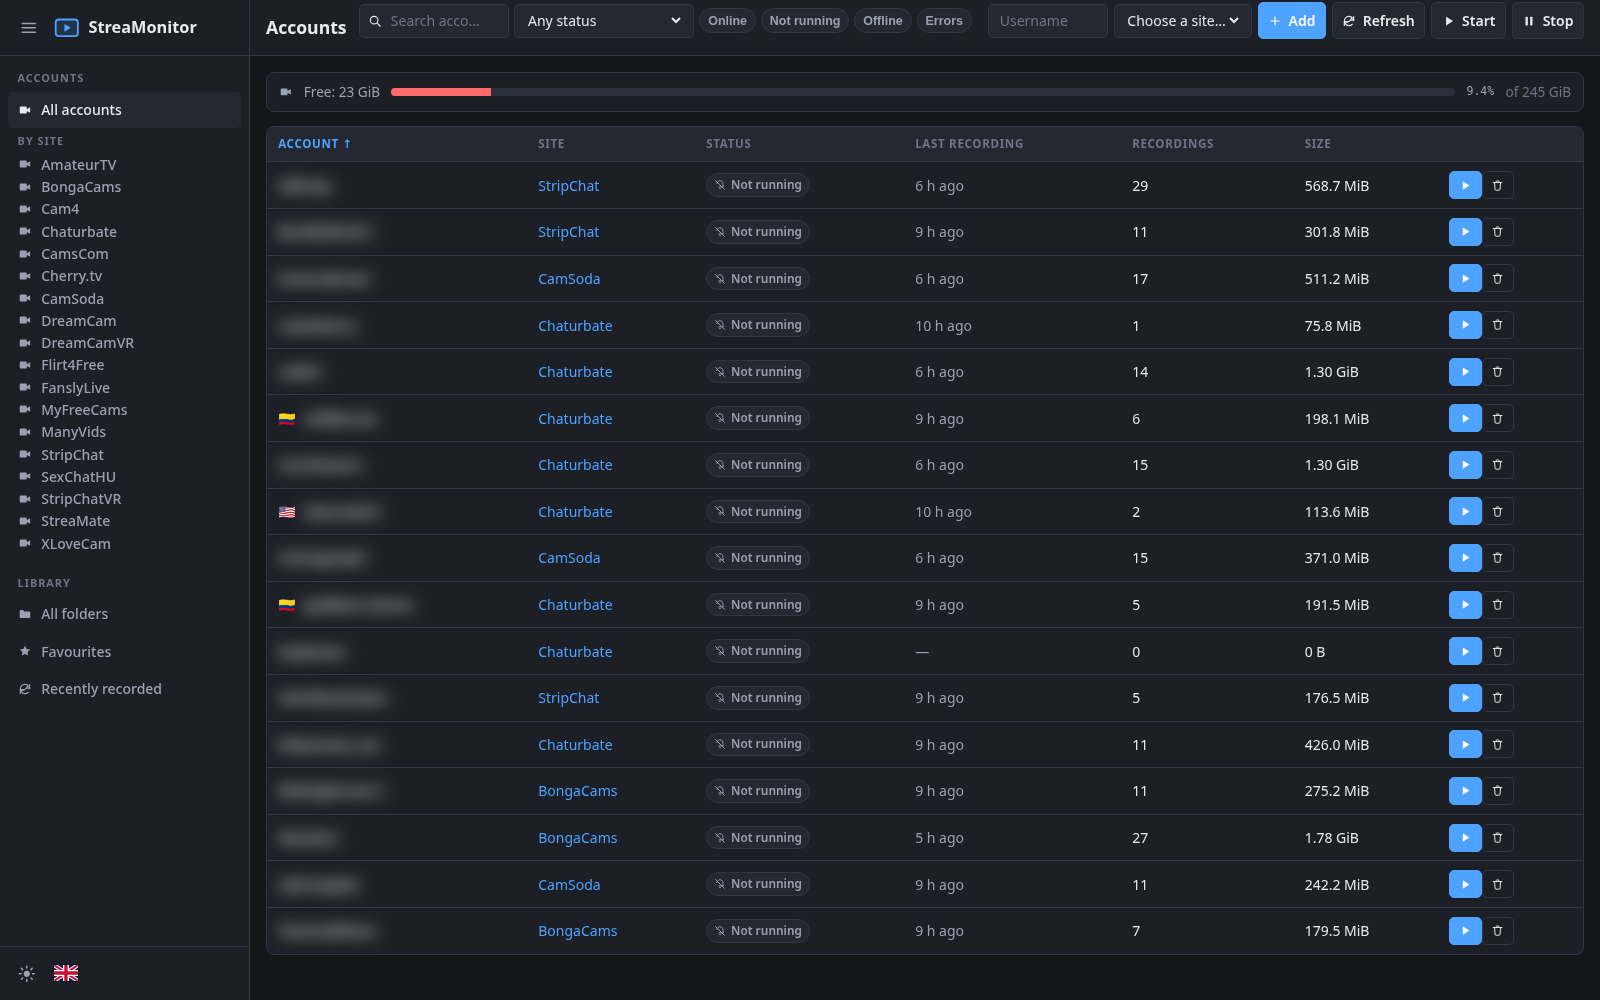 StreaMonitor
Accounts
Search acco...
Any status
Online
Not running
Offline
Errors
Username
Choose a site...
Add
Refresh
Start
Stop
ACCOUNTS
All accounts
BY SITE
AmateurTV
BongaCams
Cam4
Chaturbate
CamsCom
Cherry.tv
CamSoda
DreamCam
DreamCamVR
Flirt4Free
FanslyLive
MyFreeCams
ManyVids
StripChat
SexChatHU
StripChatVR
StreaMate
XLoveCam
LIBRARY
All folders
Favourites
Recently recorded
Free: 23 GiB 9.4% of 245 GiB
ACCOUNT ↑ SITE STATUS LAST RECORDING RECORDINGS SIZE
StripChat Not running 6 h ago 29 568.7 MiB
StripChat Not running 9 h ago 11 301.8 MiB
CamSoda Not running 6 h ago 17 511.2 MiB
Chaturbate Not running 10 h ago 1 75.8 MiB
Chaturbate Not running 6 h ago 14 1.30 GiB
Chaturbate Not running 9 h ago 6 198.1 MiB
Chaturbate Not running 6 h ago 15 1.30 GiB
Chaturbate Not running 10 h ago 2 113.6 MiB
CamSoda Not running 6 h ago 15 371.0 MiB
Chaturbate Not running 9 h ago 5 191.5 MiB
Chaturbate Not running — 0 0 B
StripChat Not running 9 h ago 5 176.5 MiB
Chaturbate Not running 9 h ago 11 426.0 MiB
BongaCams Not running 9 h ago 11 275.2 MiB
BongaCams Not running 5 h ago 27 1.78 GiB
CamSoda Not running 9 h ago 11 242.2 MiB
BongaCams Not running 9 h ago 7 179.5 MiB